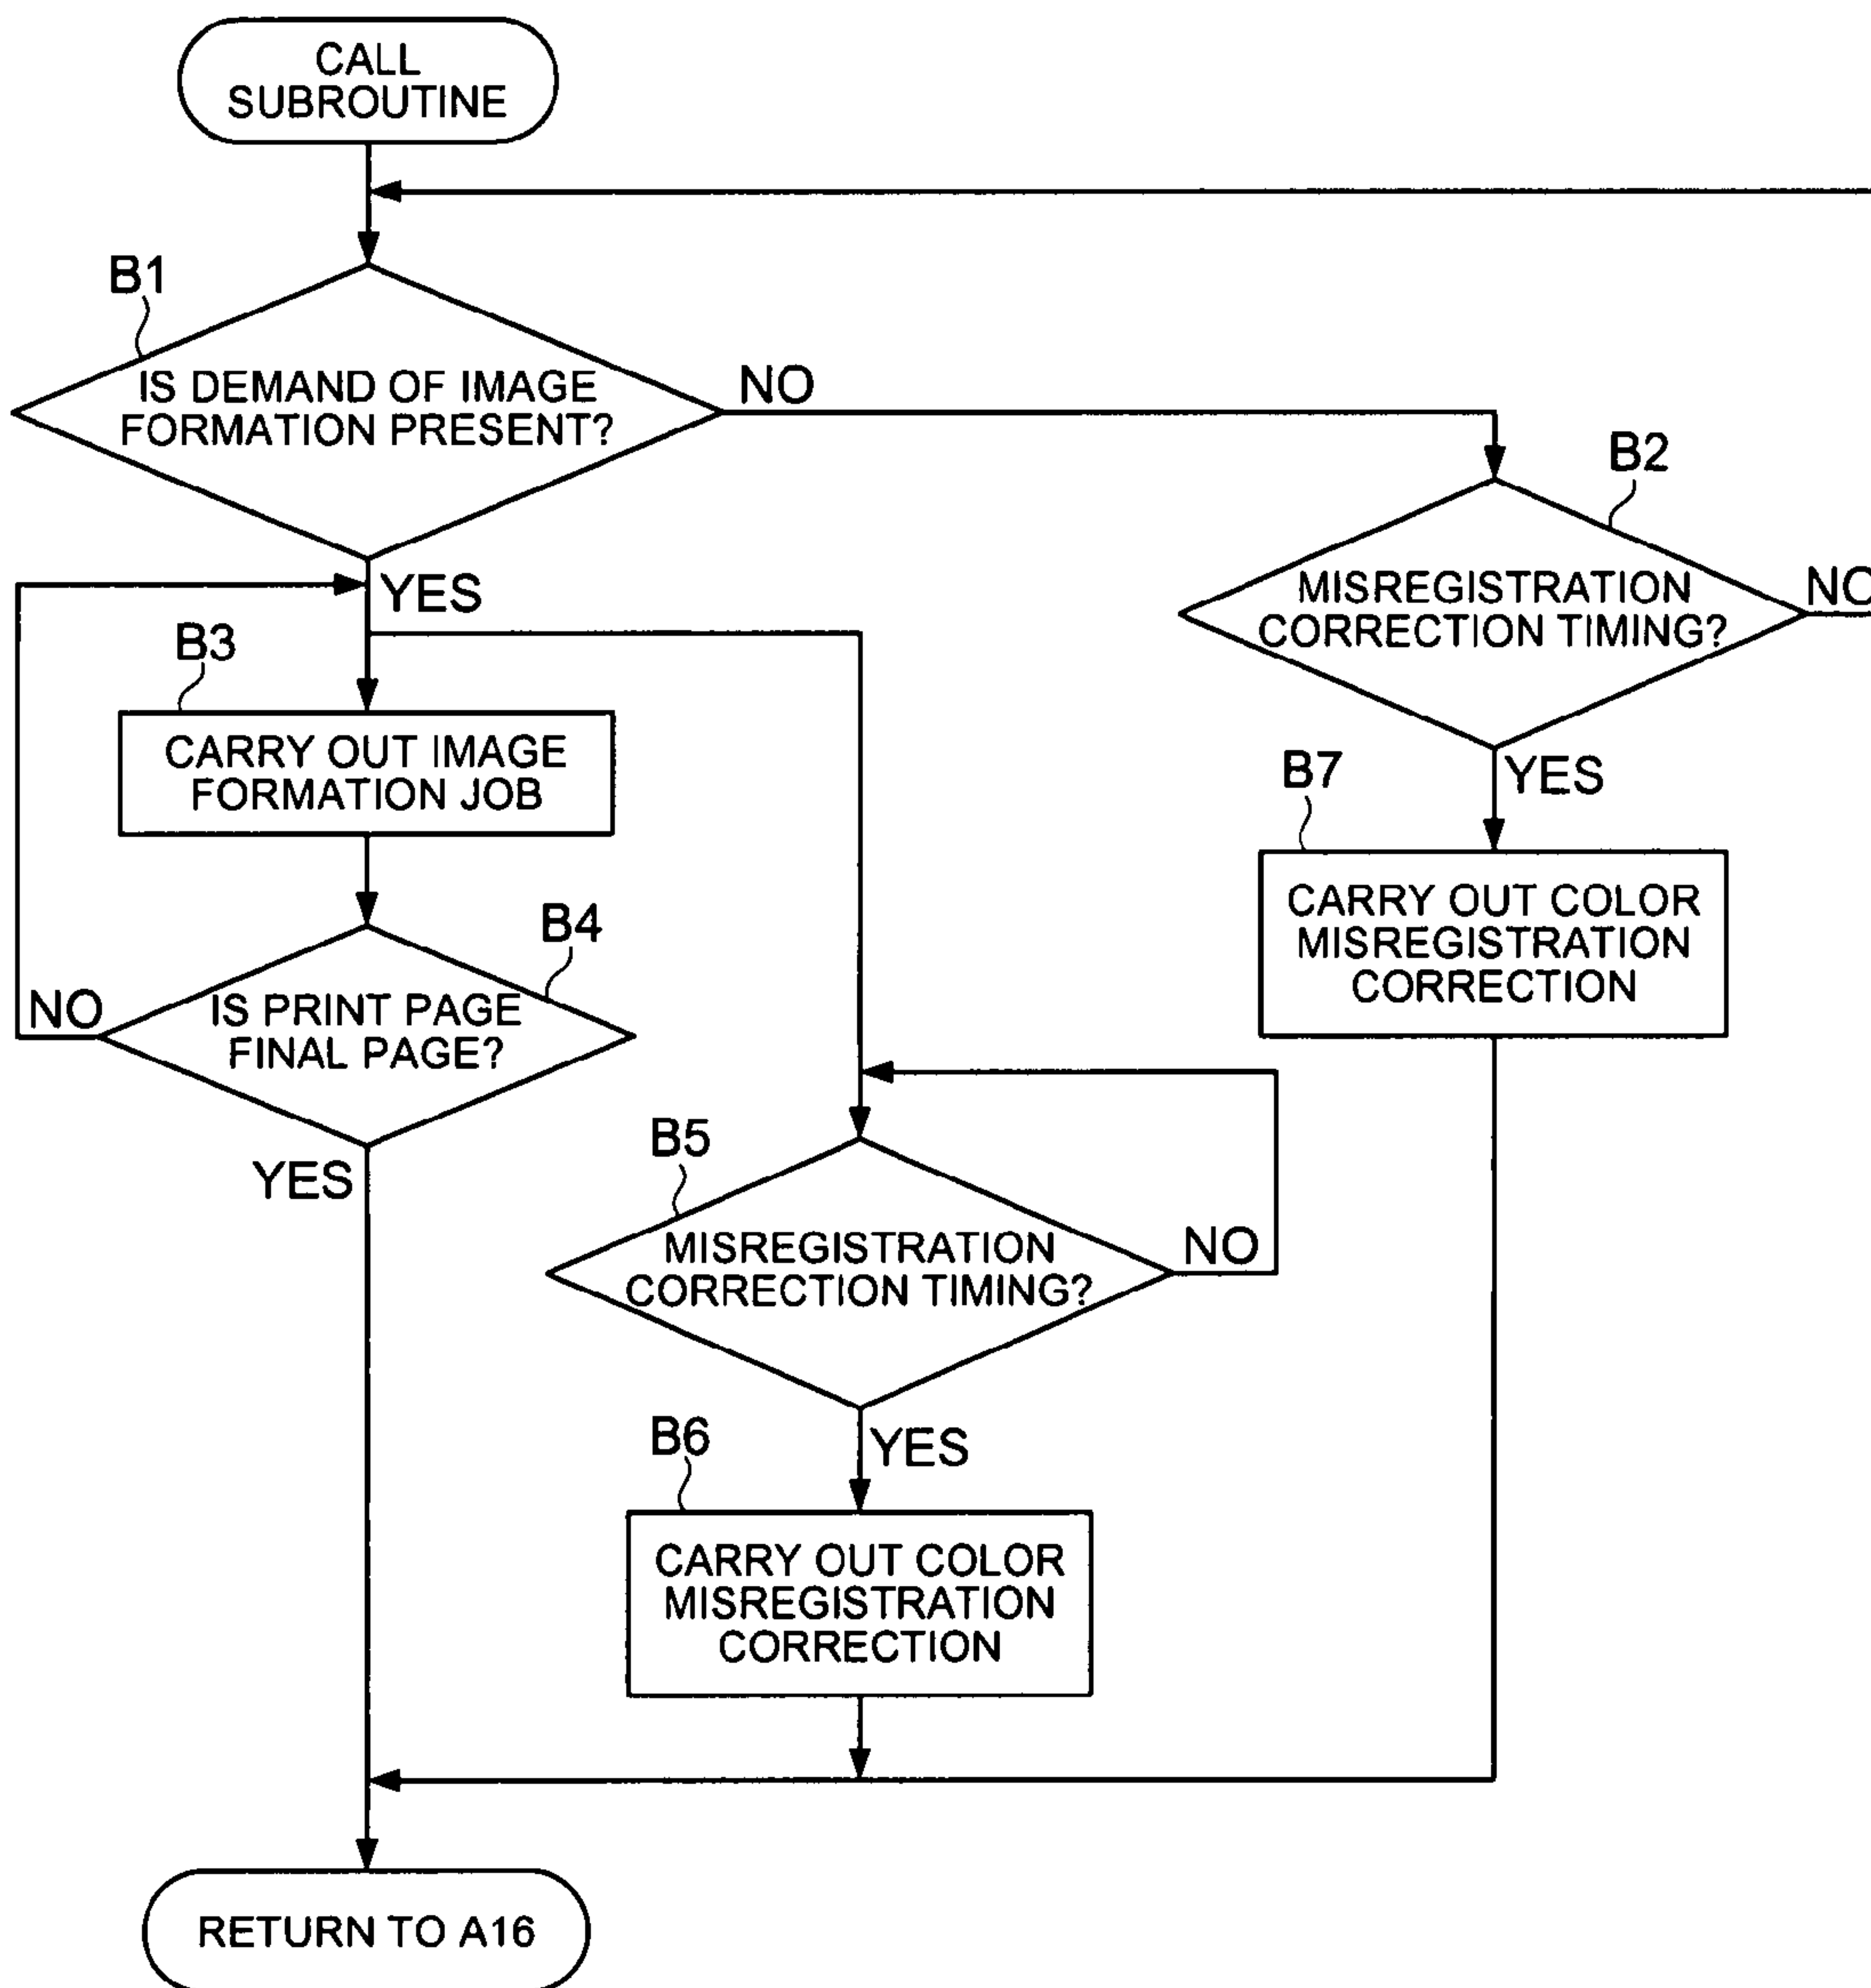 CALL
SUBROUTINE
B1
IS DEMAND OF IMAGE
FORMATION PRESENT?
NO
B2
MISREGISTRATION
CORRECTION TIMING?
NO
YES
B3
CARRY OUT IMAGE
FORMATION JOB
YES
B7
CARRY OUT COLOR
MISREGISTRATION
CORRECTION
B4
IS PRINT PAGE
FINAL PAGE?
NO
YES
B5
MISREGISTRATION
CORRECTION TIMING?
NO
YES
B6
CARRY OUT COLOR
MISREGISTRATION
CORRECTION
RETURN TO A16